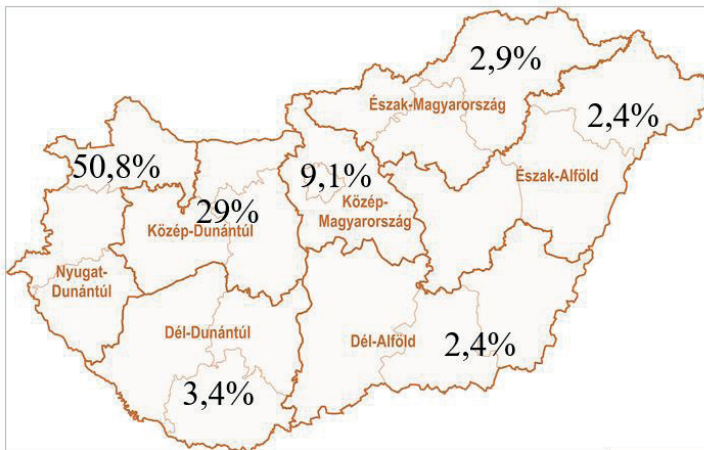 2,9%
Észak-Magyarország
2,4%
50,8%
9,1%
Észak-Alföld
29%
Közép-
Magyarország
Közép-Dunántúl
Nyugat-
Dunántúl
Dél-Dunántúl
Dél-Alföld
2,4%
3,4%